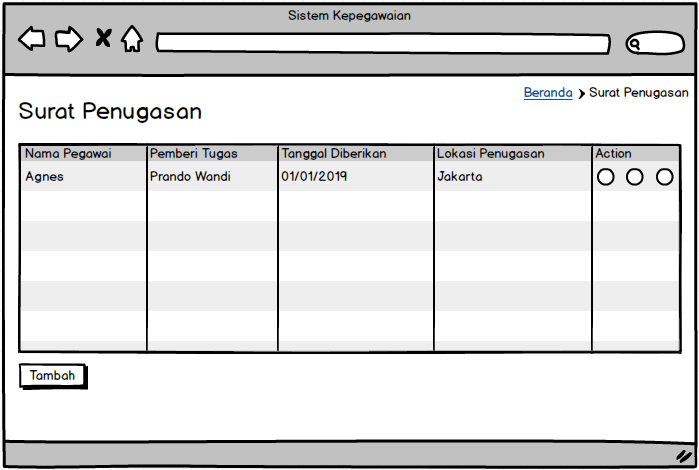 Sistem Kepegawaian
Beranda > Surat Penugasan
Surat Penugasan
Nama Pegawai Pemberi Tugas Tanggal Diberikan Lokasi Penugasan Action
Agnes Prando Wandi 01/01/2019 Jakarta
Tambah